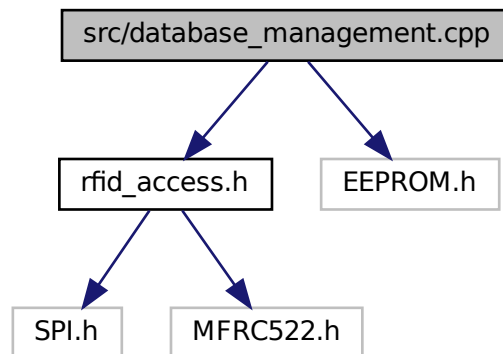 src/database_management.cpp
rfid_access.h
EEPROM.h
SPI.h
MFRC522.h